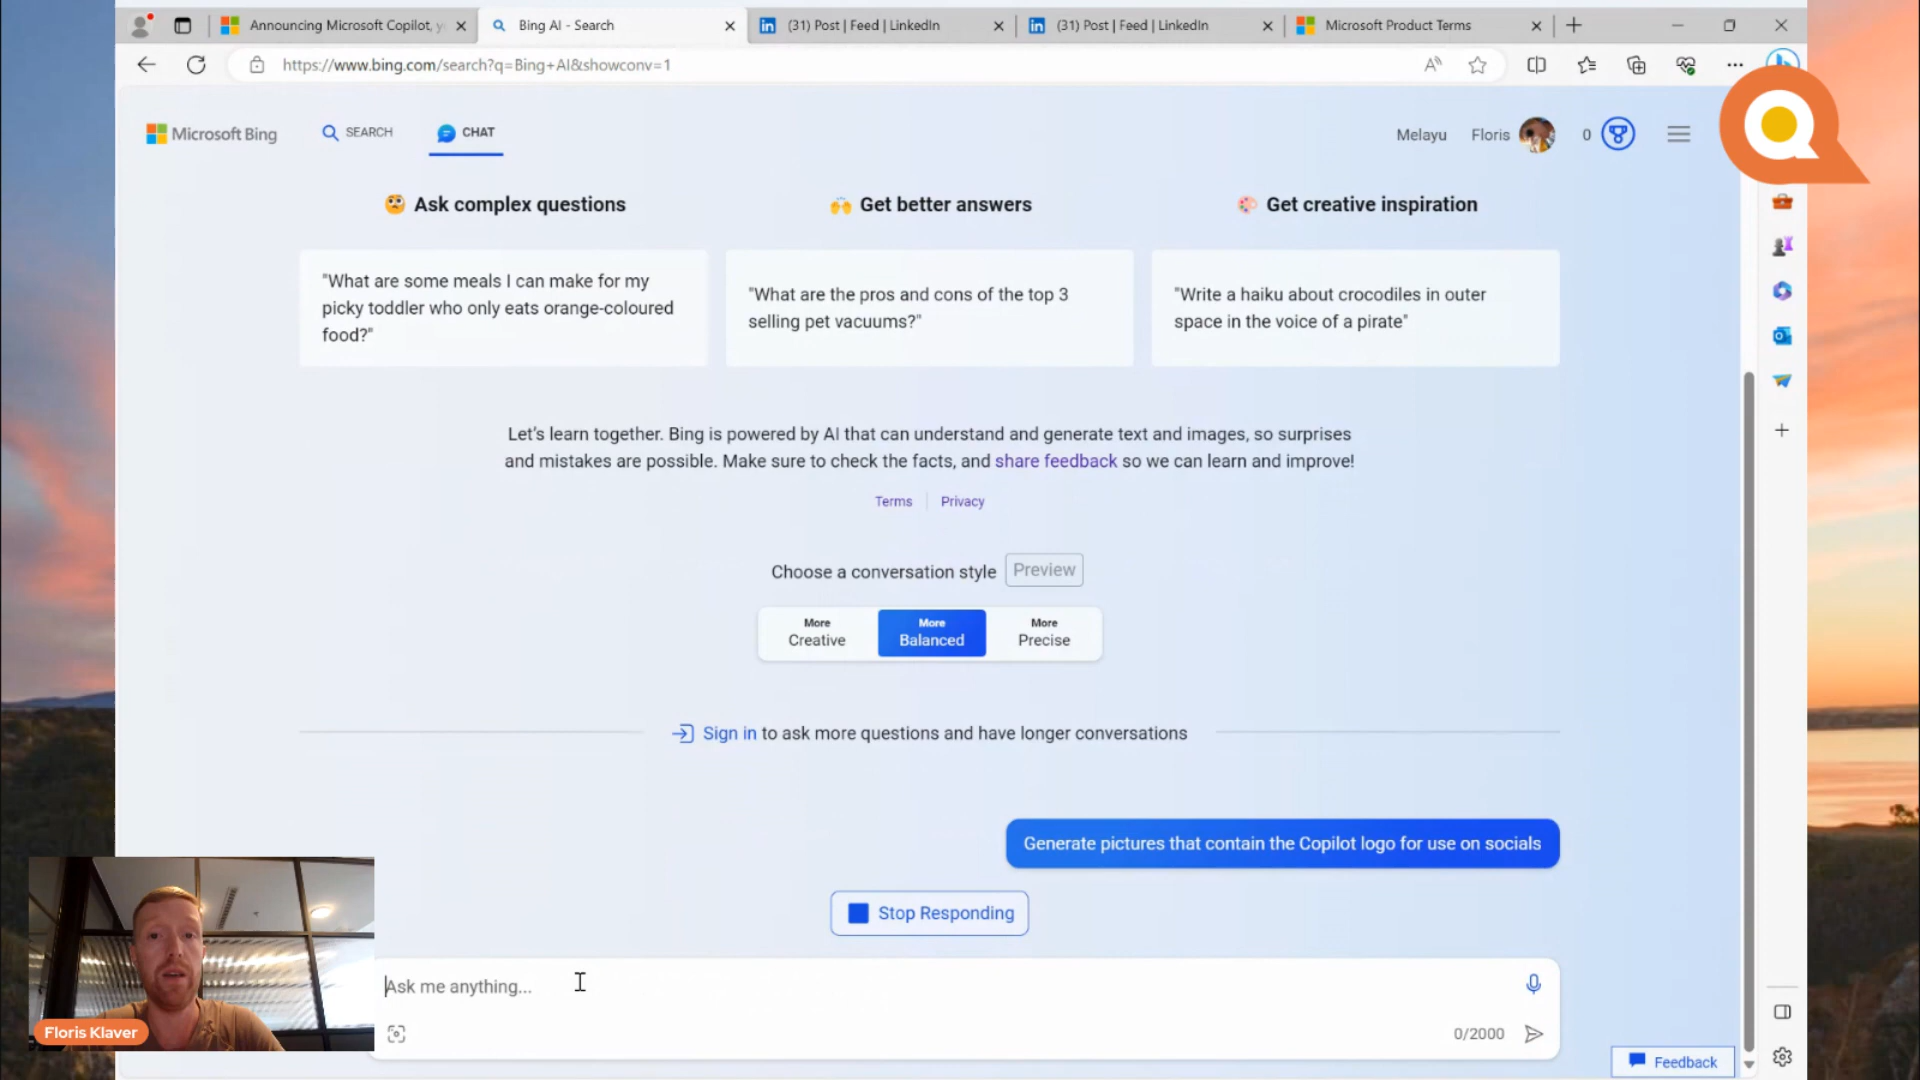 Announcing Microsoft Copilot, y
Bing AI - Search
(31) Post | Feed | LinkedIn
(31) Post | Feed | LinkedIn
Microsoft Product Terms
https://www.bing.com/search?q=Bing+AI&showconv=1
Microsoft Bing
SEARCH
CHAT
Melayu
Floris
0
Ask complex questions
Get better answers
Get creative inspiration
"What are some meals I can make for my
picky toddler who only eats orange-coloured
food?"
"What are the pros and cons of the top 3
selling pet vacuums?"
"Write a haiku about crocodiles in outer
space in the voice of a pirate"
Let's learn together. Bing is powered by AI that can understand and generate text and images, so surprises
and mistakes are possible. Make sure to check the facts, and share feedback so we can learn and improve!
Terms
Privacy
Choose a conversation style
Preview
More
Creative
More
Balanced
More
Precise
Sign in to ask more questions and have longer conversations
Generate pictures that contain the Copilot logo for use on socials
Stop Responding
Ask me anything...
0/2000
Floris Klaver
Feedback